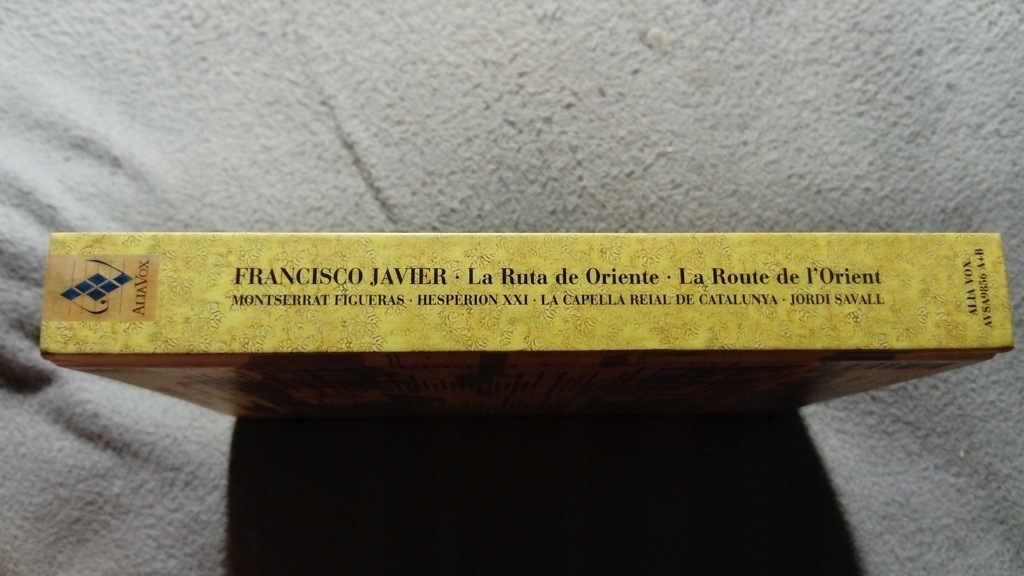 ALIAVOX
FRANCISCO JAVIER · La Ruta de Oriente · La Route de l'Orient
MONTSERRAT FIGUERAS · HESPÈRION XXI · LA CAPELLA REIAL DE CATALUNYA · JORDI SAVALL
ALIA VOX
AVSA9856 A+B